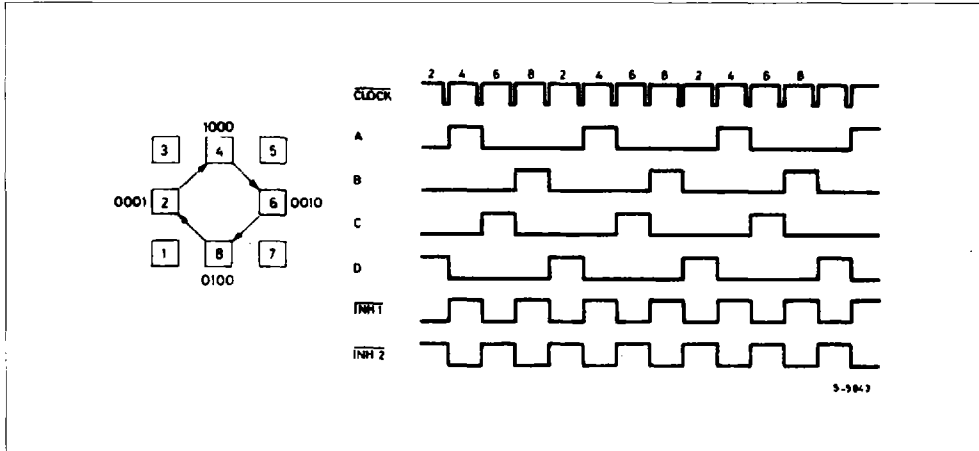 2 4 6 8 2 4 6 8 2 4 6 8
CLOCK
A
B
C
D
INH 1
INH 2
1000
3 4 5
0001 2 6 0010
1 8 7
0100
S-5843